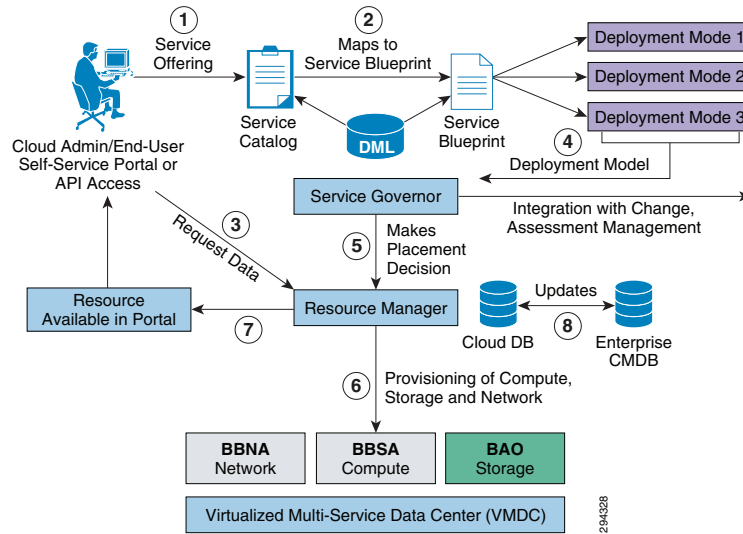 1
Service
Offering
2
Maps to
Service Blueprint
Deployment Mode 1
Deployment Mode 2
Deployment Mode 3
Service
Catalog
DML
Service
Blueprint
Cloud Admin/End-User
Self-Service Portal or
API Access
4
Deployment Model
Service Governor
Integration with Change,
Assessment Management
3
Request Data
5
Makes
Placement
Decision
Resource
Available in Portal
7
Resource Manager
Cloud DB
Updates
8
Enterprise
CMDB
6
Provisioning of Compute,
Storage and Network
BBNA
Network
BBSA
Compute
BAO
Storage
Virtualized Multi-Service Data Center (VMDC)
294328